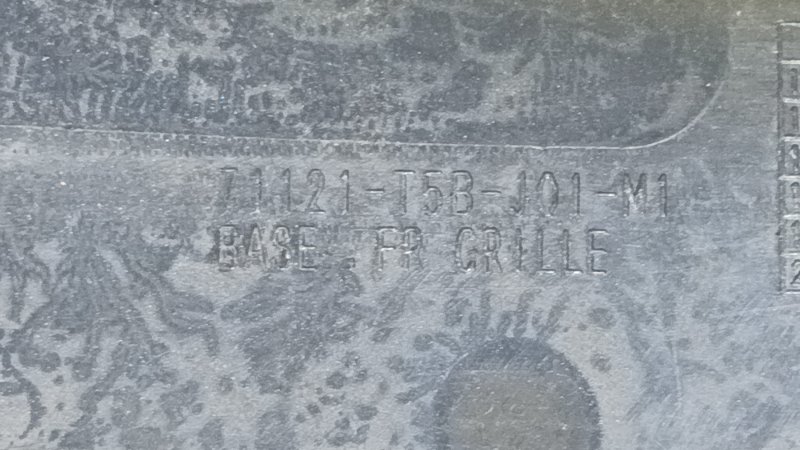 71121-T5B-J01-M1
BASE, FR GRILLE